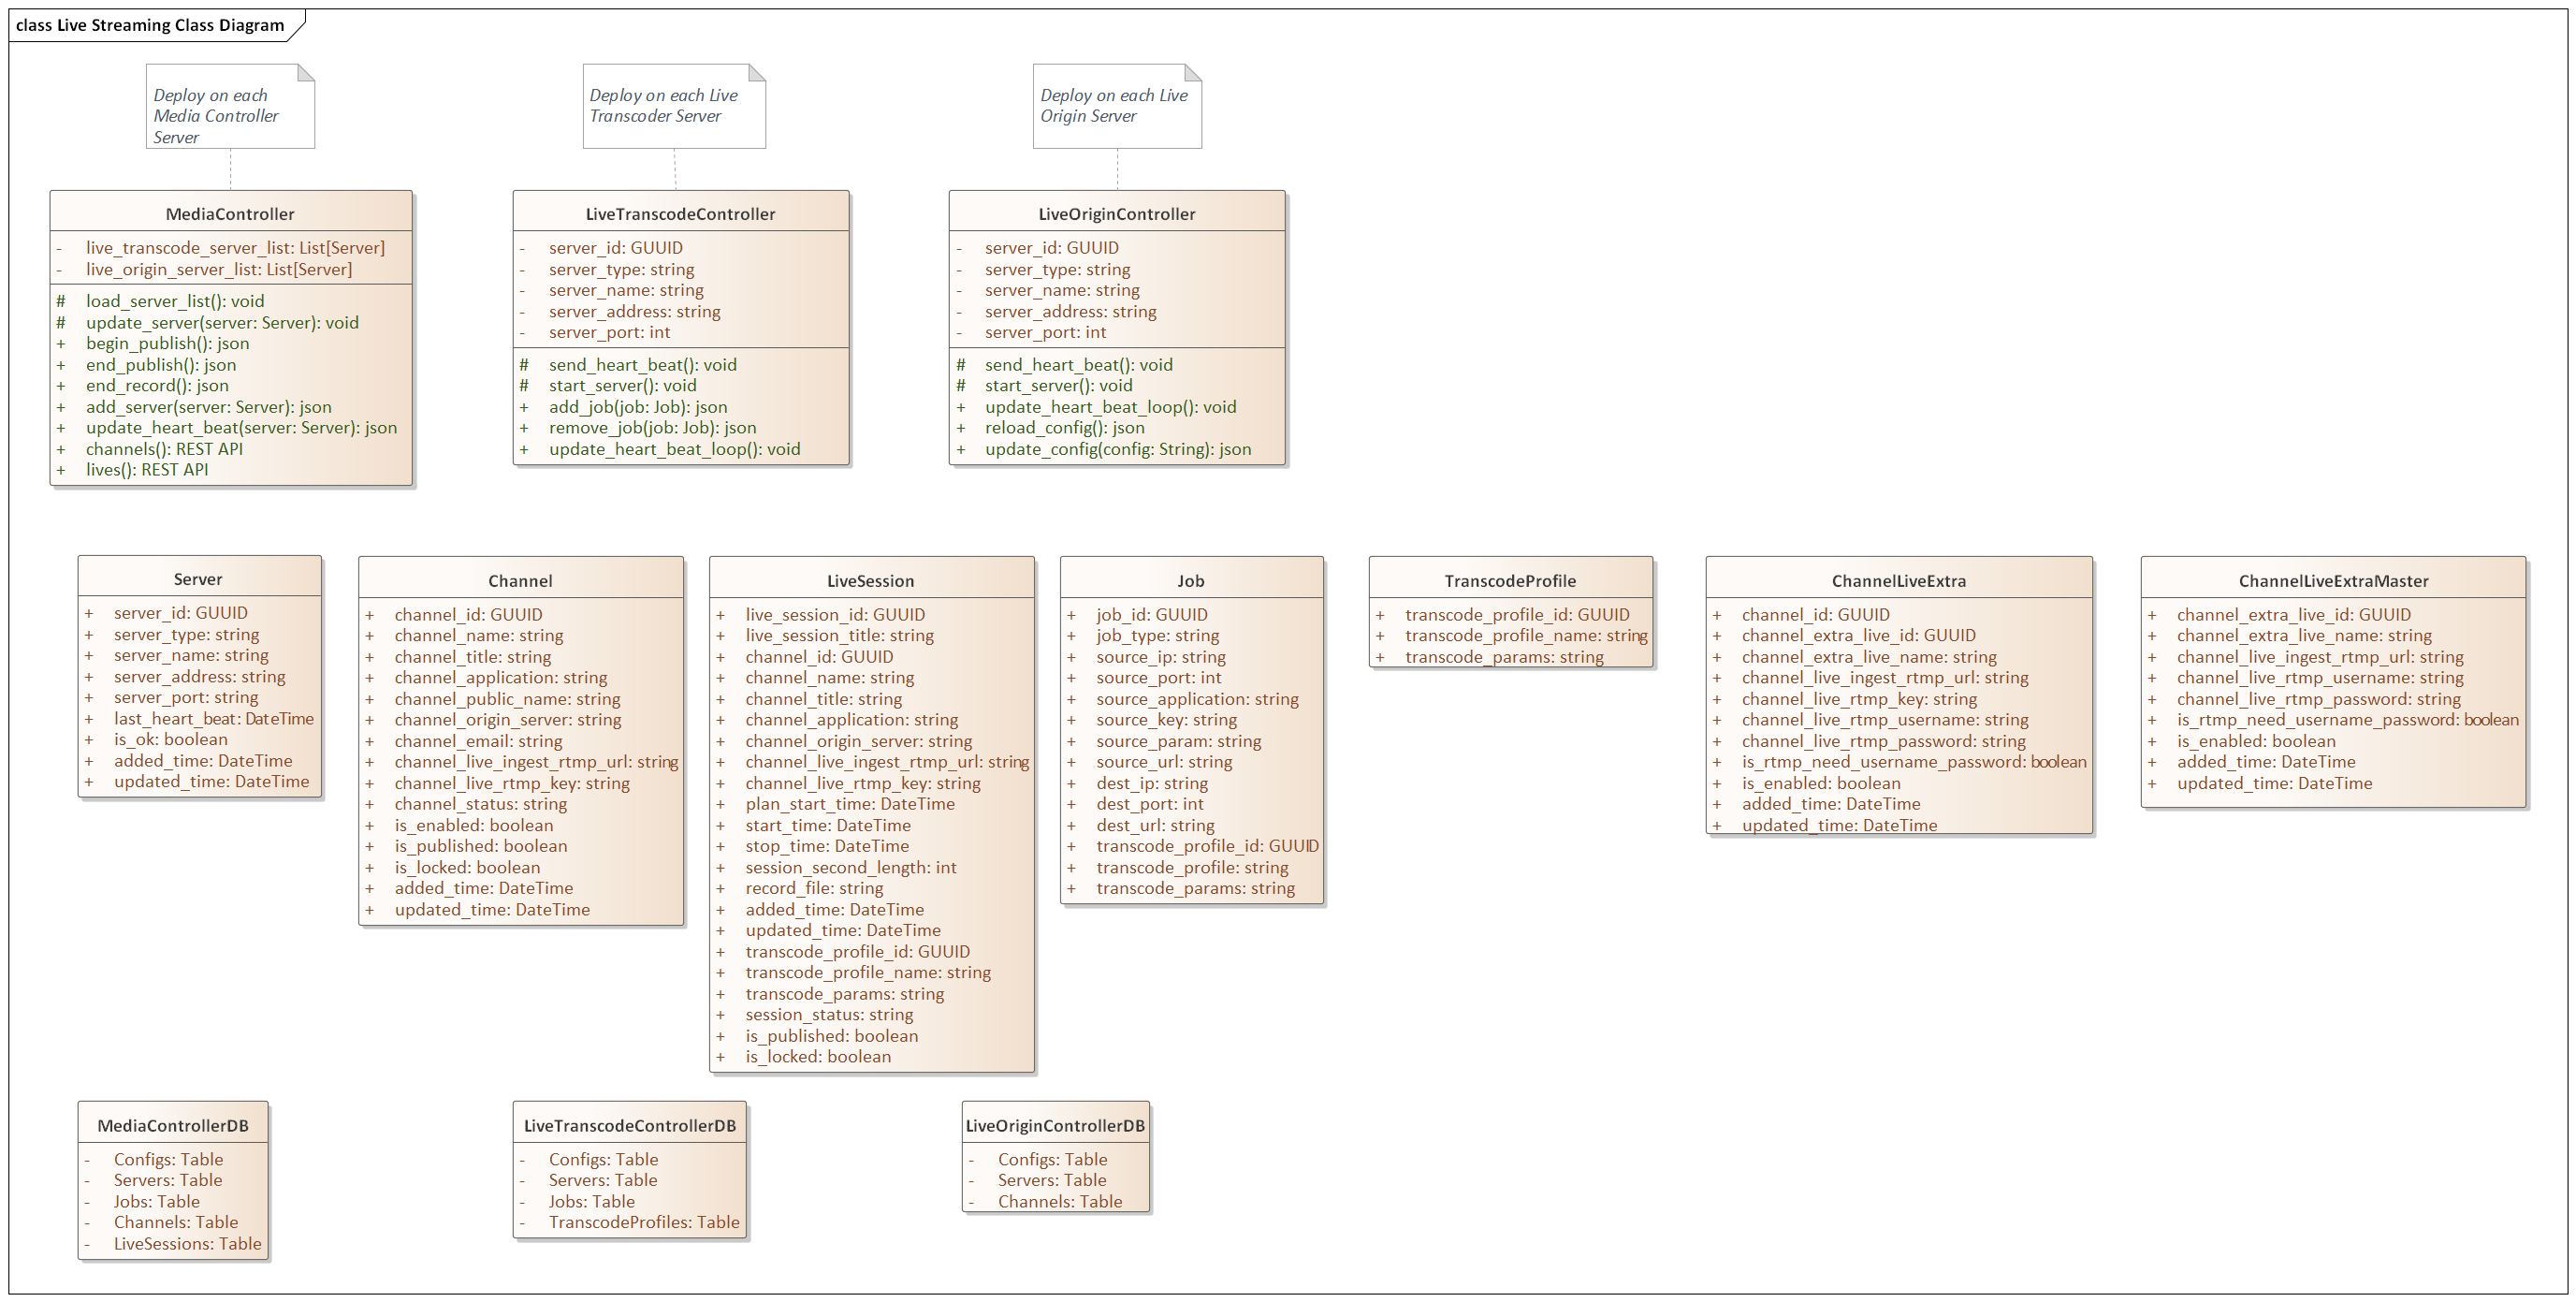 class Live Streaming Class Diagram
Deploy on each
Media Controller
Server
Deploy on each Live
Transcoder Server
Deploy on each Live
Origin Server
MediaController
- live_transcode_server_list: List[Server]
- live_origin_server_list: List[Server]
# load_server_list(): void
# update_server(server: Server): void
+ begin_publish(): json
+ end_publish(): json
+ end_record(): json
+ add_server(server: Server): json
+ update_heart_beat(server: Server): json
+ channels(): REST API
+ lives(): REST API
LiveTranscodeController
- server_id: GUUID
- server_type: string
- server_name: string
- server_address: string
- server_port: int
# send_heart_beat(): void
# start_server(): void
+ add_job(job: Job): json
+ remove_job(job: Job): json
+ update_heart_beat_loop(): void
LiveOriginController
- server_id: GUUID
- server_type: string
- server_name: string
- server_address: string
- server_port: int
# send_heart_beat(): void
# start_server(): void
+ update_heart_beat_loop(): void
+ reload_config(): json
+ update_config(config: String): json
Server
+ server_id: GUUID
+ server_type: string
+ server_name: string
+ server_address: string
+ server_port: string
+ last_heart_beat: DateTime
+ is_ok: boolean
+ added_time: DateTime
+ updated_time: DateTime
Channel
+ channel_id: GUUID
+ channel_name: string
+ channel_title: string
+ channel_application: string
+ channel_public_name: string
+ channel_origin_server: string
+ channel_email: string
+ channel_live_ingest_rtmp_url: string
+ channel_live_rtmp_key: string
+ channel_status: string
+ is_enabled: boolean
+ is_published: boolean
+ is_locked: boolean
+ added_time: DateTime
+ updated_time: DateTime
LiveSession
+ live_session_id: GUUID
+ live_session_title: string
+ channel_id: GUUID
+ channel_name: string
+ channel_title: string
+ channel_application: string
+ channel_origin_server: string
+ channel_live_ingest_rtmp_url: string
+ channel_live_rtmp_key: string
+ plan_start_time: DateTime
+ start_time: DateTime
+ stop_time: DateTime
+ session_second_length: int
+ record_file: string
+ added_time: DateTime
+ updated_time: DateTime
+ transcode_profile_id: GUUID
+ transcode_profile_name: string
+ transcode_params: string
+ session_status: string
+ is_published: boolean
+ is_locked: boolean
Job
+ job_id: GUUID
+ job_type: string
+ source_ip: string
+ source_port: int
+ source_application: string
+ source_key: string
+ source_param: string
+ source_url: string
+ dest_ip: string
+ dest_port: int
+ dest_url: string
+ transcode_profile_id: GUUID
+ transcode_profile: string
+ transcode_params: string
TranscodeProfile
+ transcode_profile_id: GUUID
+ transcode_profile_name: string
+ transcode_params: string
ChannelLiveExtra
+ channel_id: GUUID
+ channel_extra_live_id: GUUID
+ channel_extra_live_name: string
+ channel_live_ingest_rtmp_url: string
+ channel_live_rtmp_key: string
+ channel_live_rtmp_username: string
+ channel_live_rtmp_password: string
+ is_rtmp_need_username_password: boolean
+ is_enabled: boolean
+ added_time: DateTime
+ updated_time: DateTime
ChannelLiveExtraMaster
+ channel_extra_live_id: GUUID
+ channel_extra_live_name: string
+ channel_live_ingest_rtmp_url: string
+ channel_live_rtmp_username: string
+ channel_live_rtmp_password: string
+ is_rtmp_need_username_password: boolean
+ is_enabled: boolean
+ added_time: DateTime
+ updated_time: DateTime
MediaControllerDB
- Configs: Table
- Servers: Table
- Jobs: Table
- Channels: Table
- LiveSessions: Table
LiveTranscodeControllerDB
- Configs: Table
- Servers: Table
- Jobs: Table
- TranscodeProfiles: Table
LiveOriginControllerDB
- Configs: Table
- Servers: Table
- Channels: Table